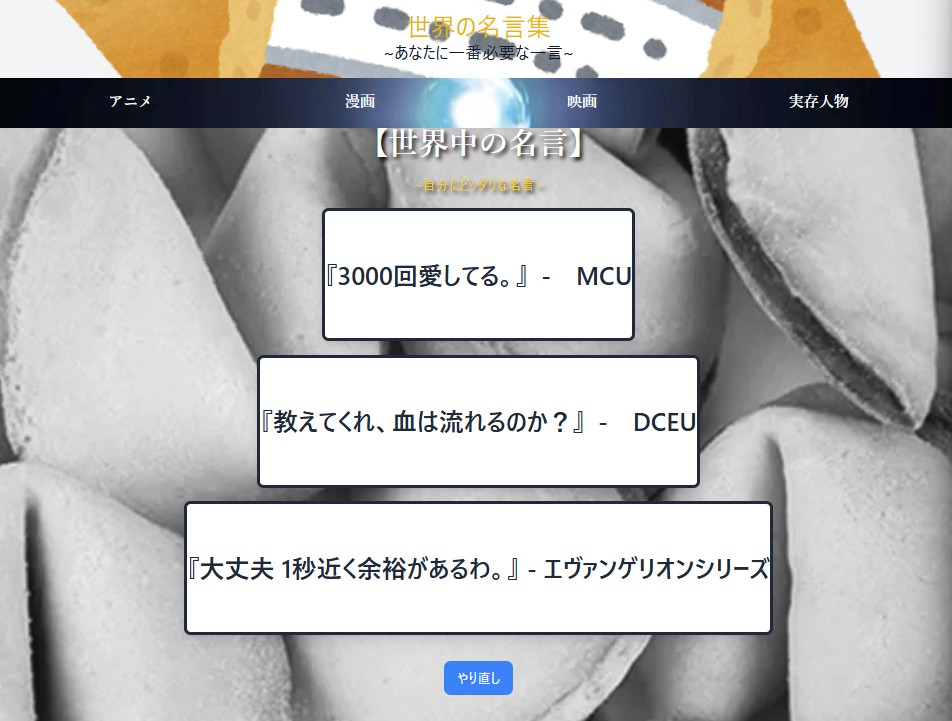 世界の名言集
~あなたに一番必要な一言~
アニメ 漫画 映画 実存人物
【世界中の名言】
~自分にピッタリな名言~
『3000回愛してる。』 -　MCU
『教えてくれ、血は流れるのか？』 -　DCEU
『大丈夫 1秒近く余裕があるわ。』 - エヴァンゲリオンシリーズ
やり直し